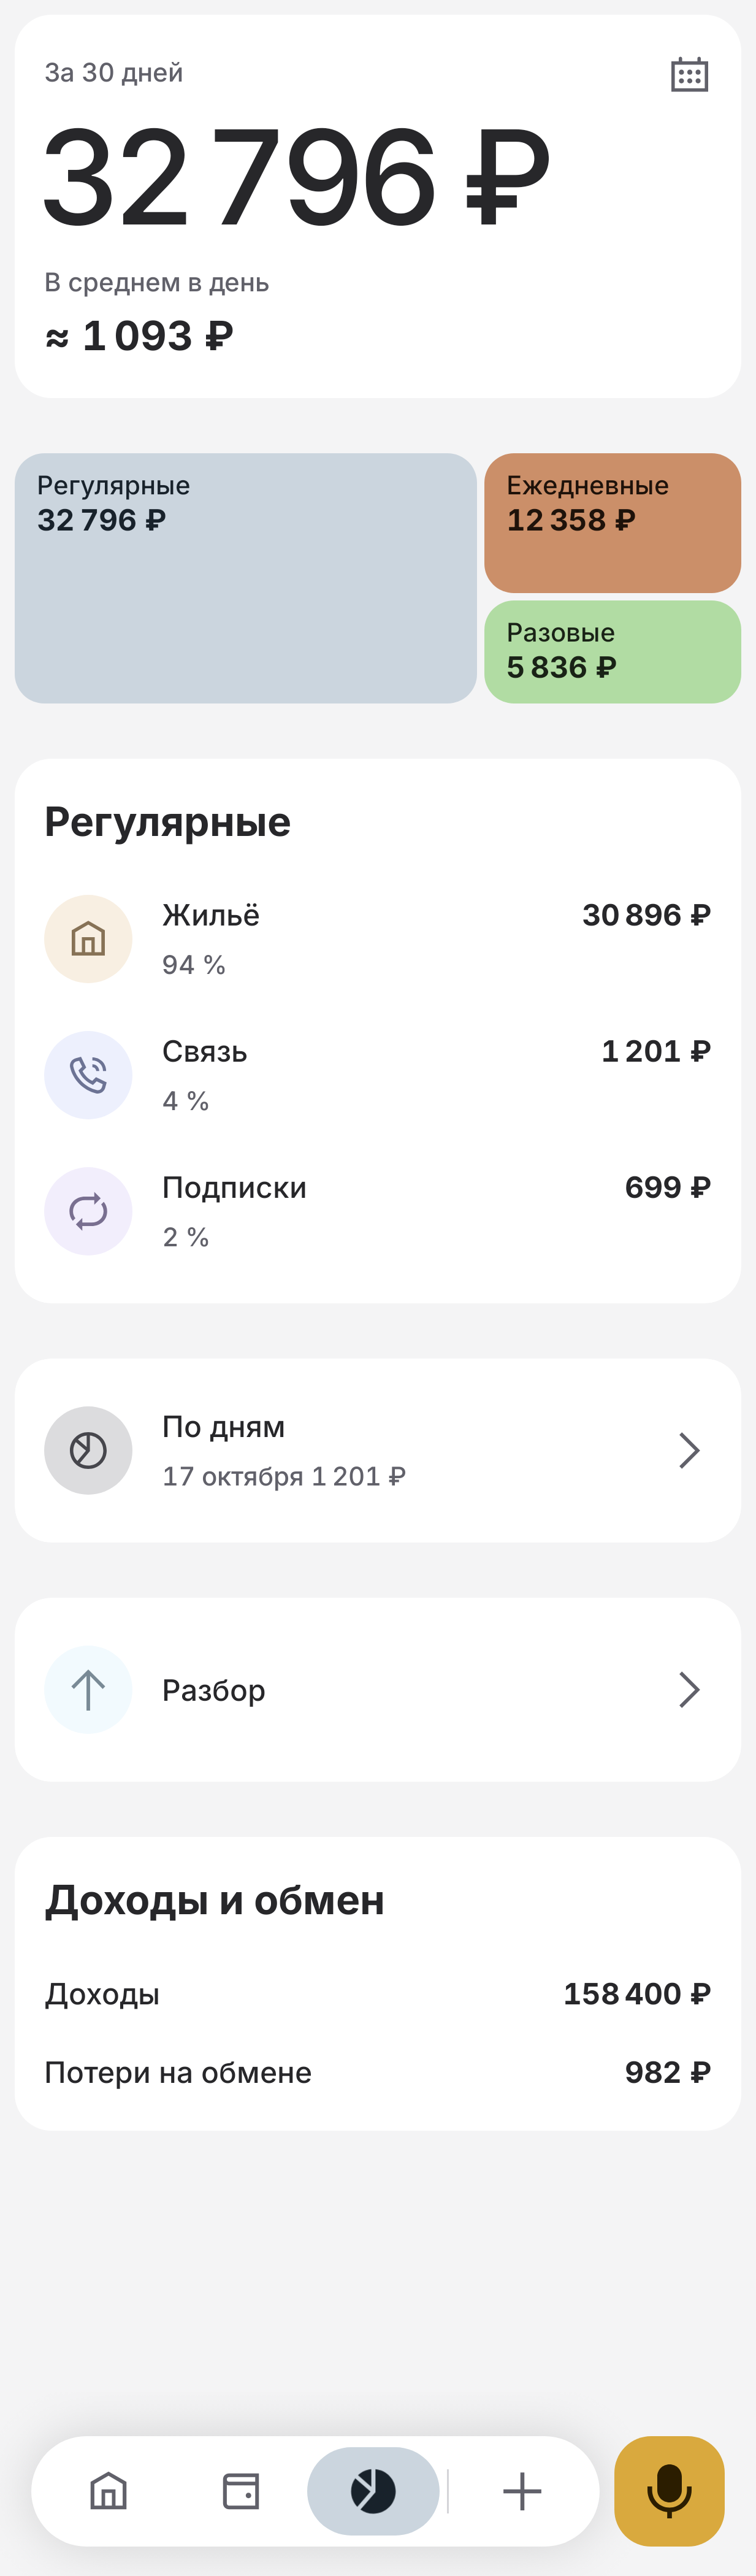 За 30 дней
32 796 ₽
В среднем в день
≈ 1 093 ₽
Регулярные
32 796 ₽
Ежедневные
12 358 ₽
Разовые
5 836 ₽
Регулярные
Жильё 30 896 ₽
94 %
Связь 1 201 ₽
4 %
Подписки 699 ₽
2 %
По дням
17 октября 1 201 ₽
Разбор
Доходы и обмен
Доходы 158 400 ₽
Потери на обмене 982 ₽